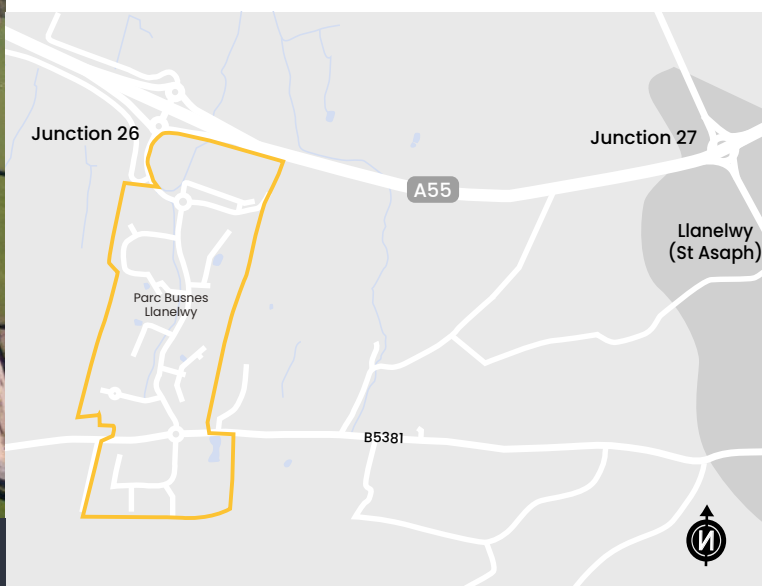 Junction 26
Junction 27
A55
Llanelwy
(St Asaph)
Parc Busnes
Llanelwy
B5381
N